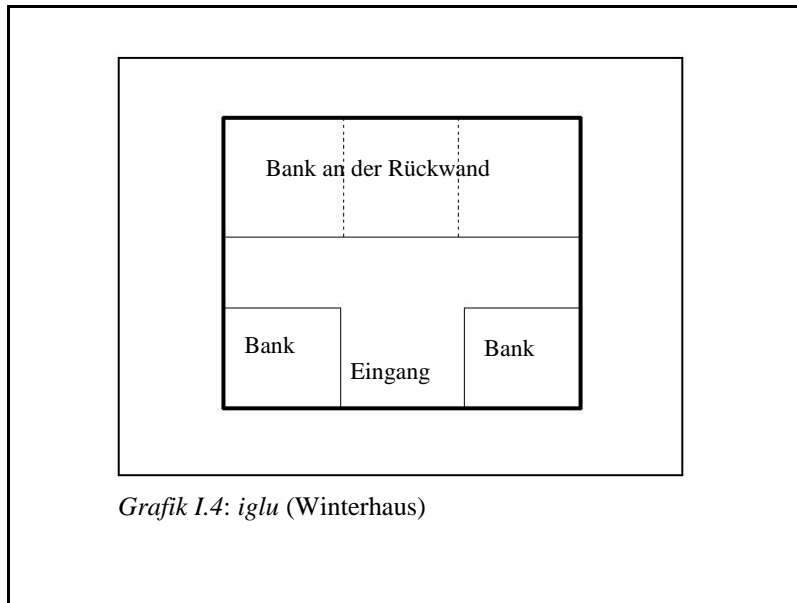 Bank an der Rückwand
Bank
Bank
Eingang
Grafik I.4: iglu (Winterhaus)